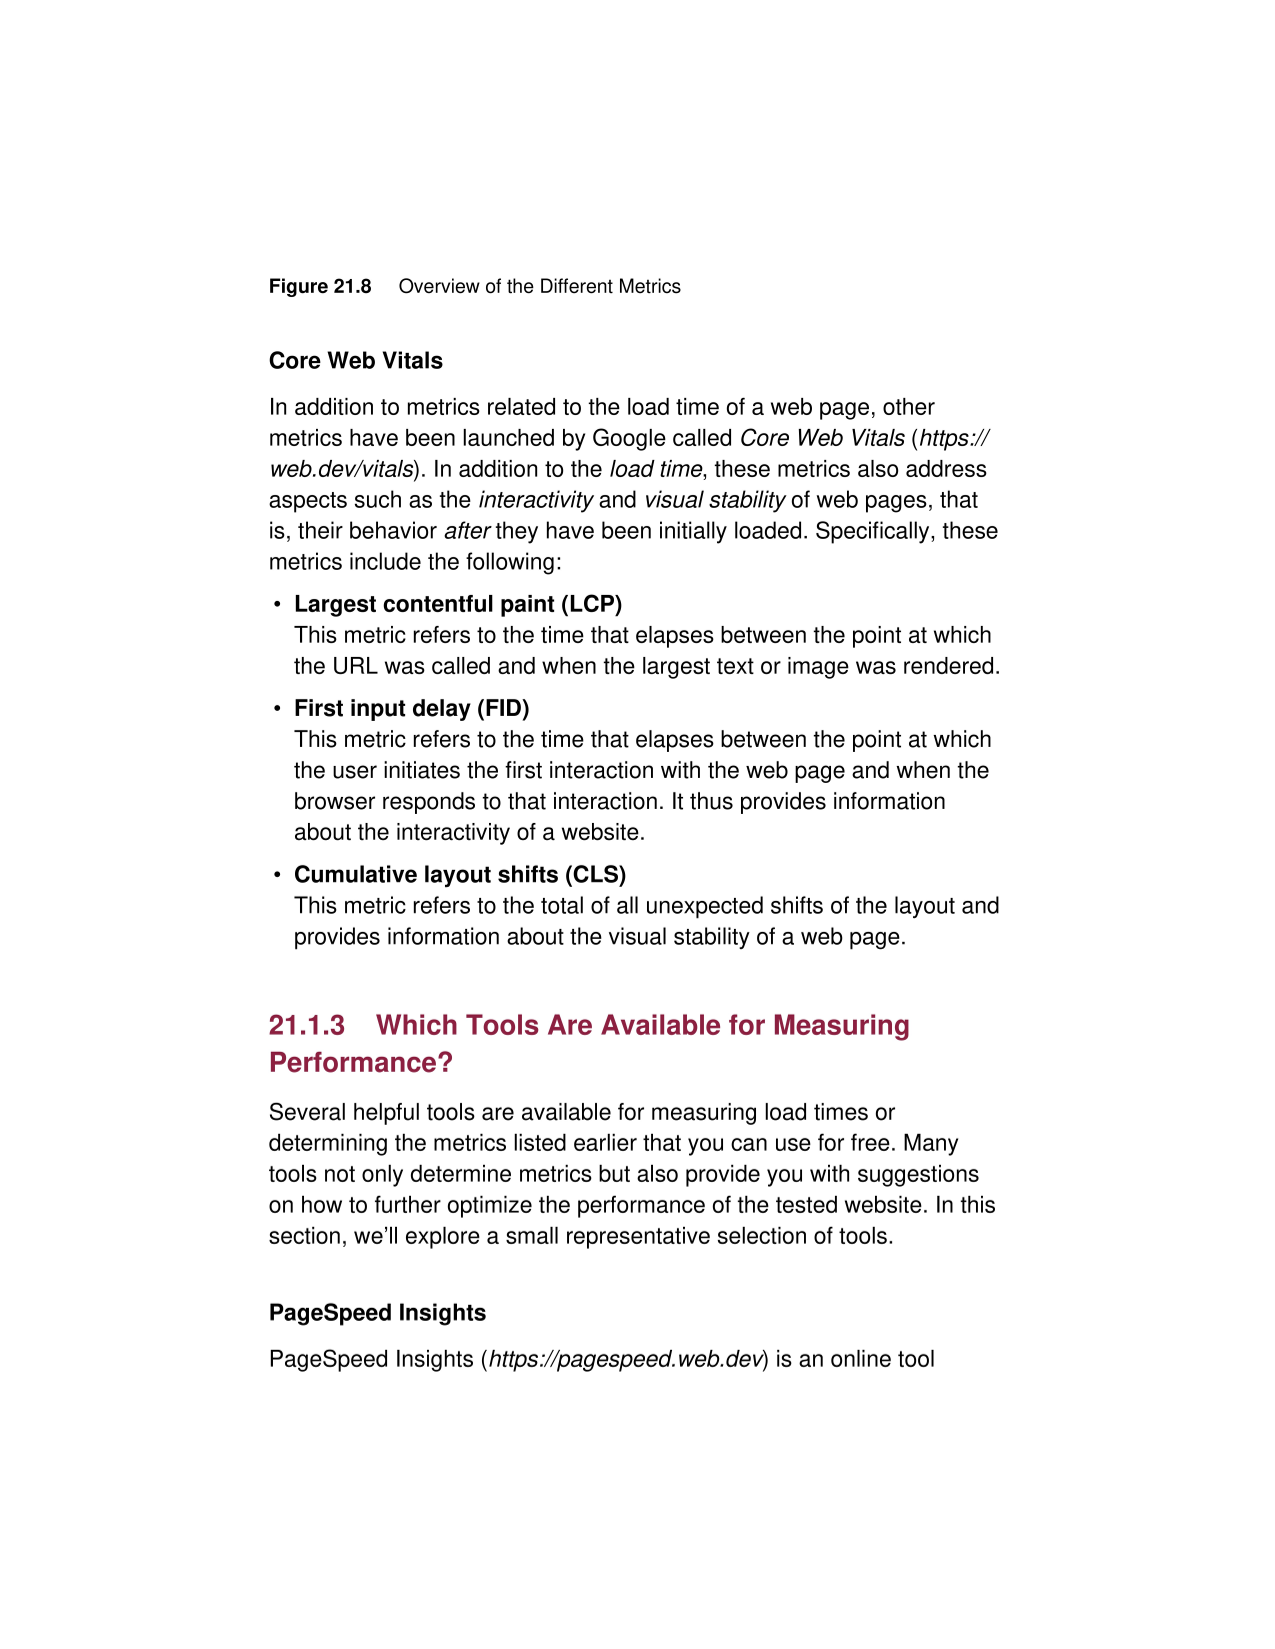 Figure 21.8 Overview of the Different Metrics
Core Web Vitals
In addition to metrics related to the load time of a web page, other
metrics have been launched by Google called Core Web Vitals (https://
web.dev/vitals). In addition to the load time, these metrics also address
aspects such as the interactivity and visual stability of web pages, that
is, their behavior after they have been initially loaded. Specifically, these
metrics include the following:
• Largest contentful paint (LCP)
This metric refers to the time that elapses between the point at which
the URL was called and when the largest text or image was rendered.
• First input delay (FID)
This metric refers to the time that elapses between the point at which
the user initiates the first interaction with the web page and when the
browser responds to that interaction. It thus provides information
about the interactivity of a website.
• Cumulative layout shifts (CLS)
This metric refers to the total of all unexpected shifts of the layout and
provides information about the visual stability of a web page.
21.1.3 Which Tools Are Available for Measuring
Performance?
Several helpful tools are available for measuring load times or
determining the metrics listed earlier that you can use for free. Many
tools not only determine metrics but also provide you with suggestions
on how to further optimize the performance of the tested website. In this
section, we’ll explore a small representative selection of tools.
PageSpeed Insights
PageSpeed Insights (https://pagespeed.web.dev) is an online tool